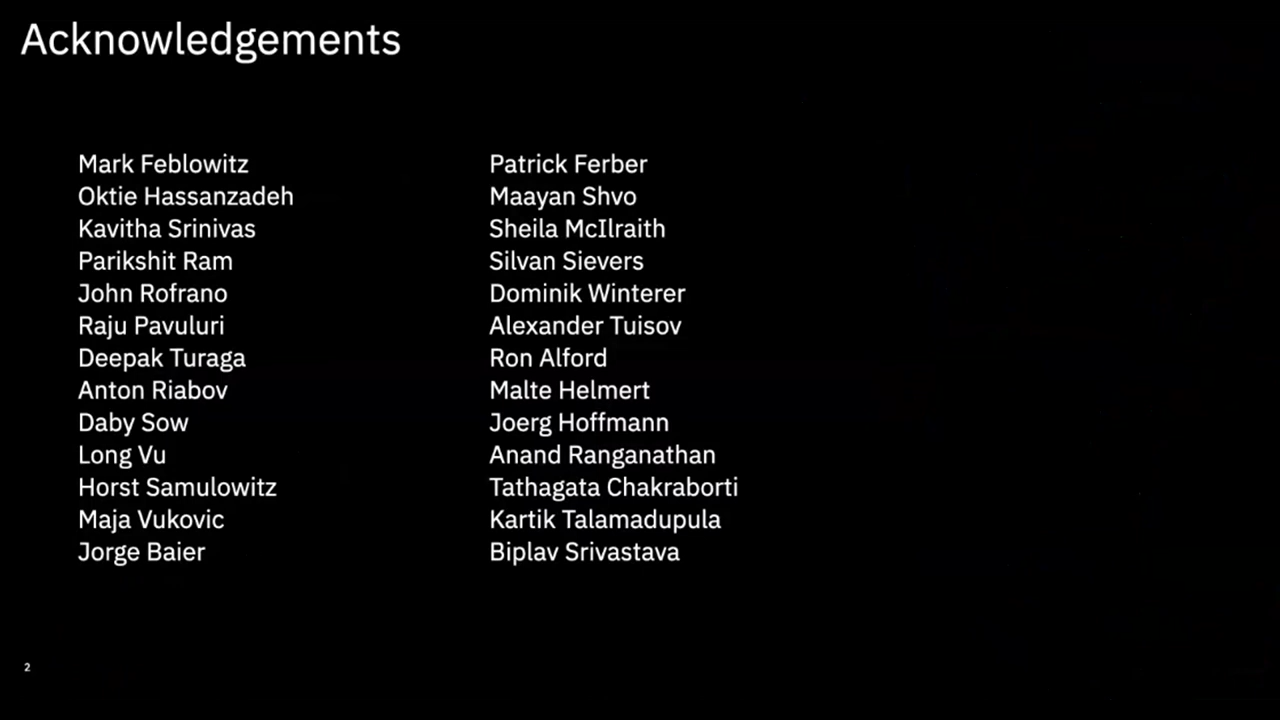 Acknowledgements
Mark Feblowitz
Oktie Hassanzadeh
Kavitha Srinivas
Parikshit Ram
John Rofrano
Raju Pavuluri
Deepak Turaga
Anton Riabov
Daby Sow
Long Vu
Horst Samulowitz
Maja Vukovic
Jorge Baier
Patrick Ferber
Maayan Shvo
Sheila McIlraith
Silvan Sievers
Dominik Winterer
Alexander Tuisov
Ron Alford
Malte Helmert
Joerg Hoffmann
Anand Ranganathan
Tathagata Chakraborti
Kartik Talamadupula
Biplav Srivastava
2